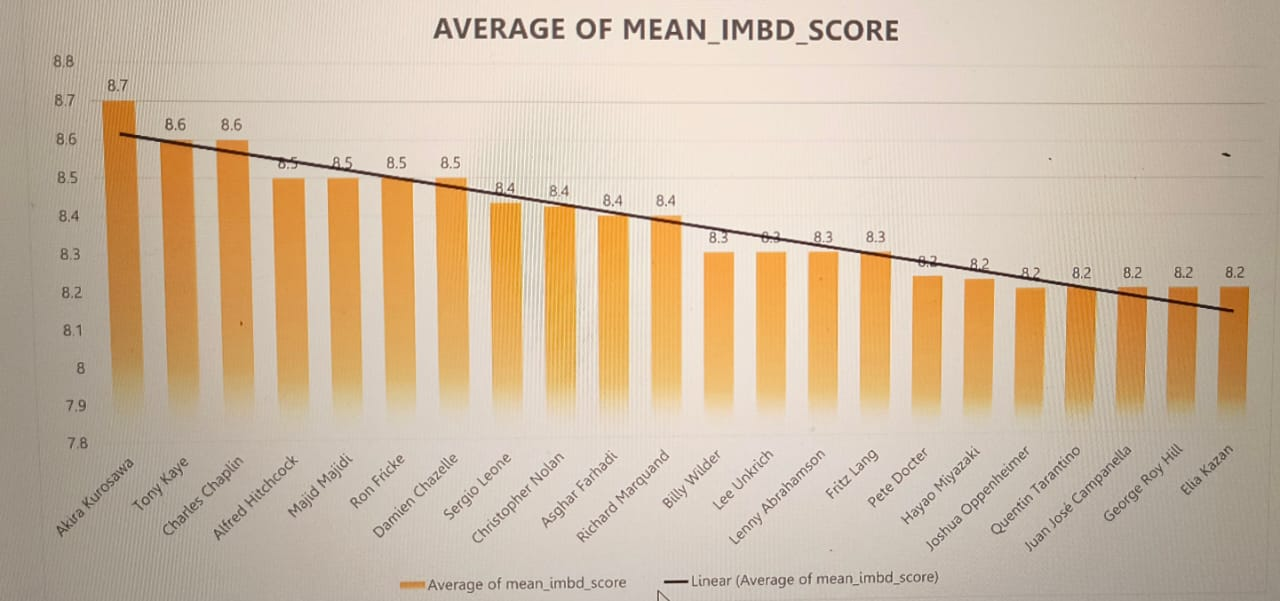 AVERAGE OF MEAN_IMBD_SCORE
8.8
8.7
8.6
8.5
8.4
8.3
8.2
8.1
8
7.9
7.8
8.7
8.6
8.6
8.5
8.5
8.5
8.5
8.4
8.4
8.4
8.4
8.3
8.3
8.3
8.3
8.2
8.2
8.2
8.2
8.2
8.2
8.2
Akira Kurosawa
Tony Kaye
Charles Chaplin
Alfred Hitchcock
Majid Majidi
Ron Fricke
Damien Chazelle
Sergio Leone
Christopher Nolan
Asghar Farhadi
Richard Marquand
Billy Wilder
Lee Unkrich
Lenny Abrahamson
Fritz Lang
Pete Docter
Hayao Miyazaki
Joshua Oppenheimer
Quentin Tarantino
Juan José Campanella
George Roy Hill
Elia Kazan
Average of mean_imbd_score
Linear (Average of mean_imbd_score)